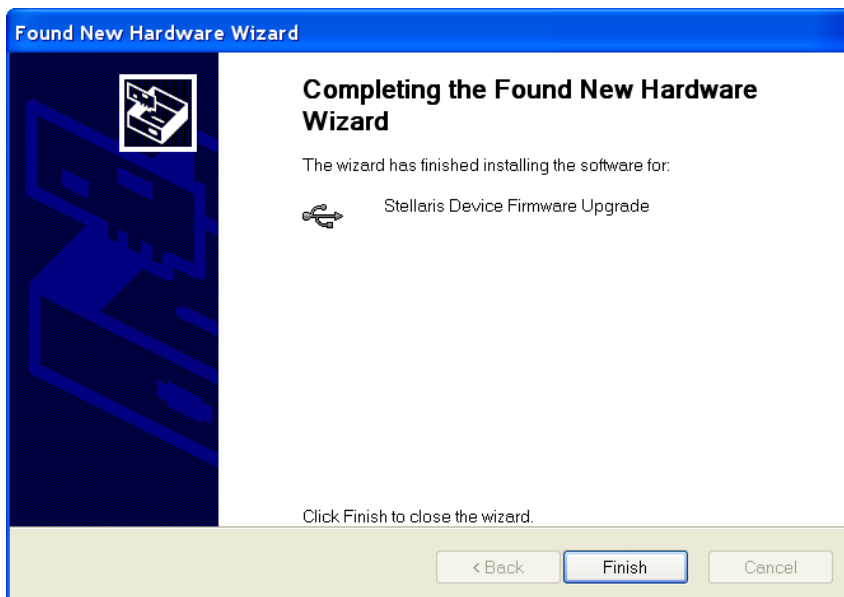 Found New Hardware Wizard
Completing the Found New Hardware
Wizard
The wizard has finished installing the software for:
Stellaris Device Firmware Upgrade
Click Finish to close the wizard.
< Back
Finish
Cancel